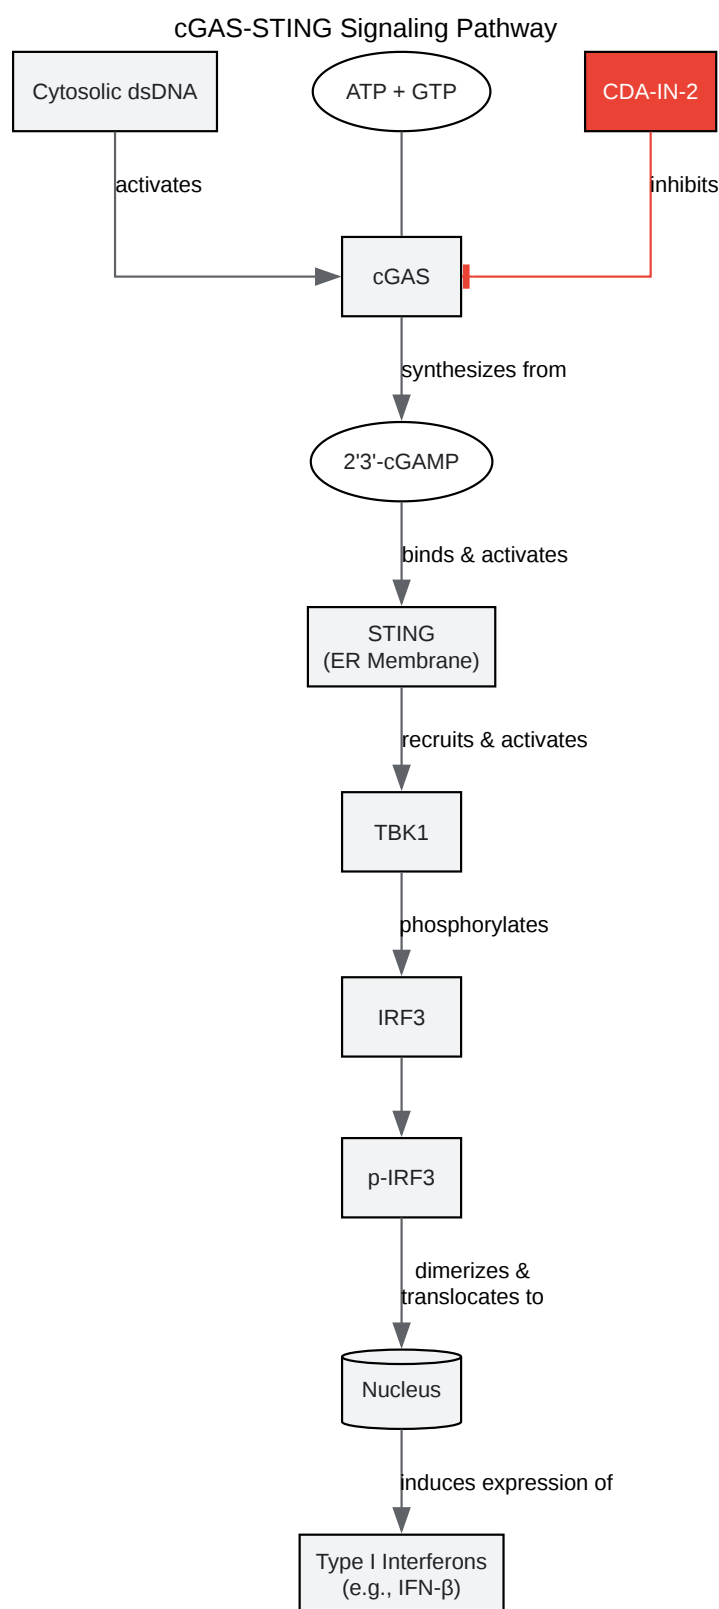 cGAS-STING Signaling Pathway
Cytosolic dsDNA
ATP + GTP
CDA-IN-2
activates
inhibits
cGAS
synthesizes from
2'3'-cGAMP
binds & activates
STING
(ER Membrane)
recruits & activates
TBK1
phosphorylates
IRF3
p-IRF3
dimerizes &
translocates to
Nucleus
induces expression of
Type I Interferons
(e.g., IFN-β)